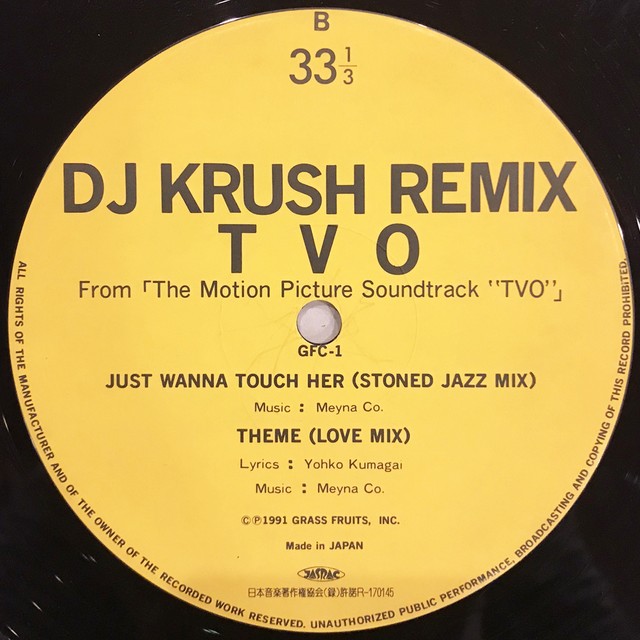 B
33 1/3
DJ KRUSH REMIX
TVO
From「The Motion Picture Soundtrack "TVO"」
GFC-1
JUST WANNA TOUCH HER (STONED JAZZ MIX)
Music : Meyna Co.
THEME (LOVE MIX)
Lyrics : Yohko Kumagai
Music : Meyna Co.
©Ⓟ1991 GRASS FRUITS, INC.
Made in JAPAN
JASRAC
日本音楽著作権協会(録)許諾R-170145
ALL RIGHTS OF THE MANUFACTURER AND OF THE OWNER OF THE RECORDED WORK RESERVED. UNAUTHORIZED PUBLIC PERFORMANCE, BROADCASTING AND COPYING OF THIS RECORD PROHIBITED.